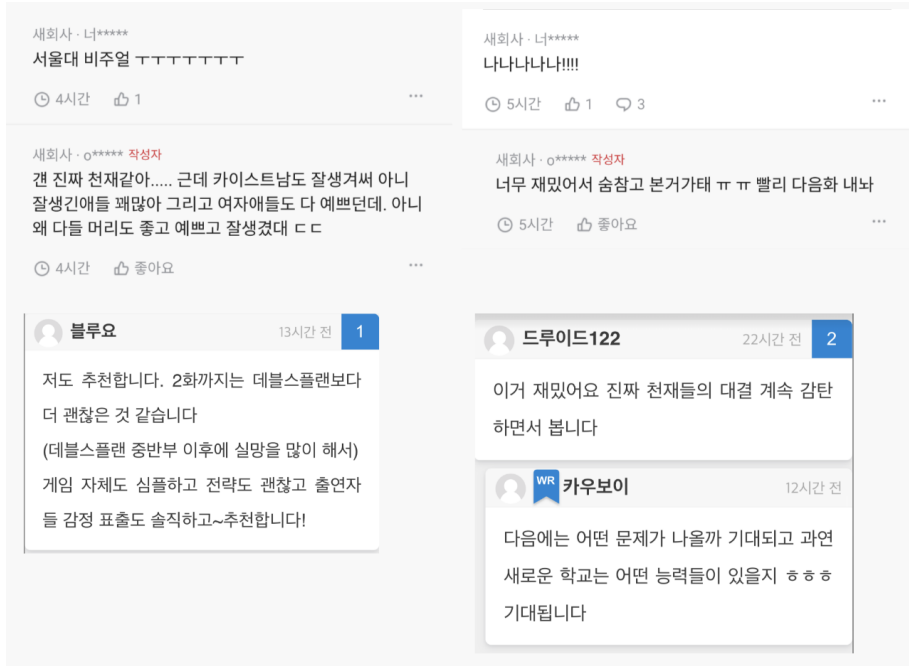 새회사 · 너*****
서울대 비주얼 ㅜㅜㅜㅜㅜㅜㅜ
4시간 1
새회사 · o***** 작성자
걘 진짜 천재같아..... 근데 카이스트남도 잘생겨써 아니
잘생긴애들 꽤많아 그리고 여자애들도 다 예쁘던데. 아니
왜 다들 머리도 좋고 예쁘고 잘생겼대 ㄷㄷ
4시간 좋아요
블루요 13시간 전 1
저도 추천합니다. 2화까지는 데블스플랜보다
더 괜찮은 것 같습니다
(데블스플랜 중반부 이후에 실망을 많이 해서)
게임 자체도 심플하고 전략도 괜찮고 출연자
들 감정 표출도 솔직하고~추천합니다!
새회사 · 너*****
나나나나나!!!!
5시간 1 3
새회사 · o***** 작성자
너무 재밌어서 숨참고 본거가태 ㅠㅠ 빨리 다음화 내놔
5시간 좋아요
드루이드122 22시간 전 2
이거 재밌어요 진짜 천재들의 대결 계속 감탄
하면서 봅니다
WR 카우보이 12시간 전
다음에는 어떤 문제가 나올까 기대되고 과연
새로운 학교는 어떤 능력들이 있을지 ㅎㅎㅎ
기대됩니다